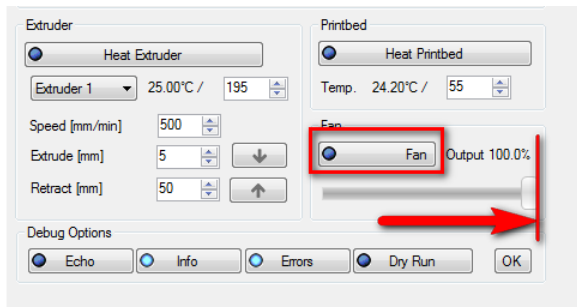 Extruder
Heat Extruder
Extruder 1 25.00°C / 195
Speed [mm/min] 500
Extrude [mm] 5
Retract [mm] 50
Printbed
Heat Printbed
Temp. 24.20°C / 55
Fan
Fan Output 100.0%
Debug Options
Echo Info Errors Dry Run OK